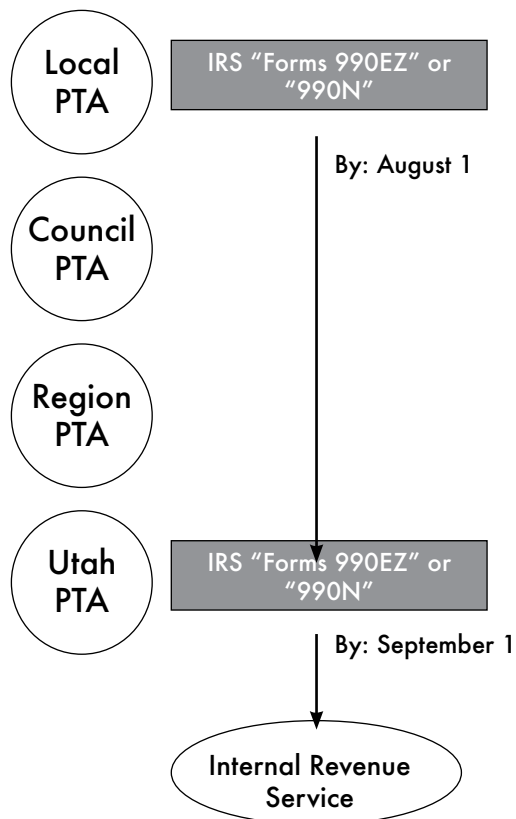 Local
PTA
IRS “Forms 990EZ” or
“990N”
By: August 1
Council
PTA
Region
PTA
Utah
PTA
IRS “Forms 990EZ” or
“990N”
By: September 1
Internal Revenue
Service